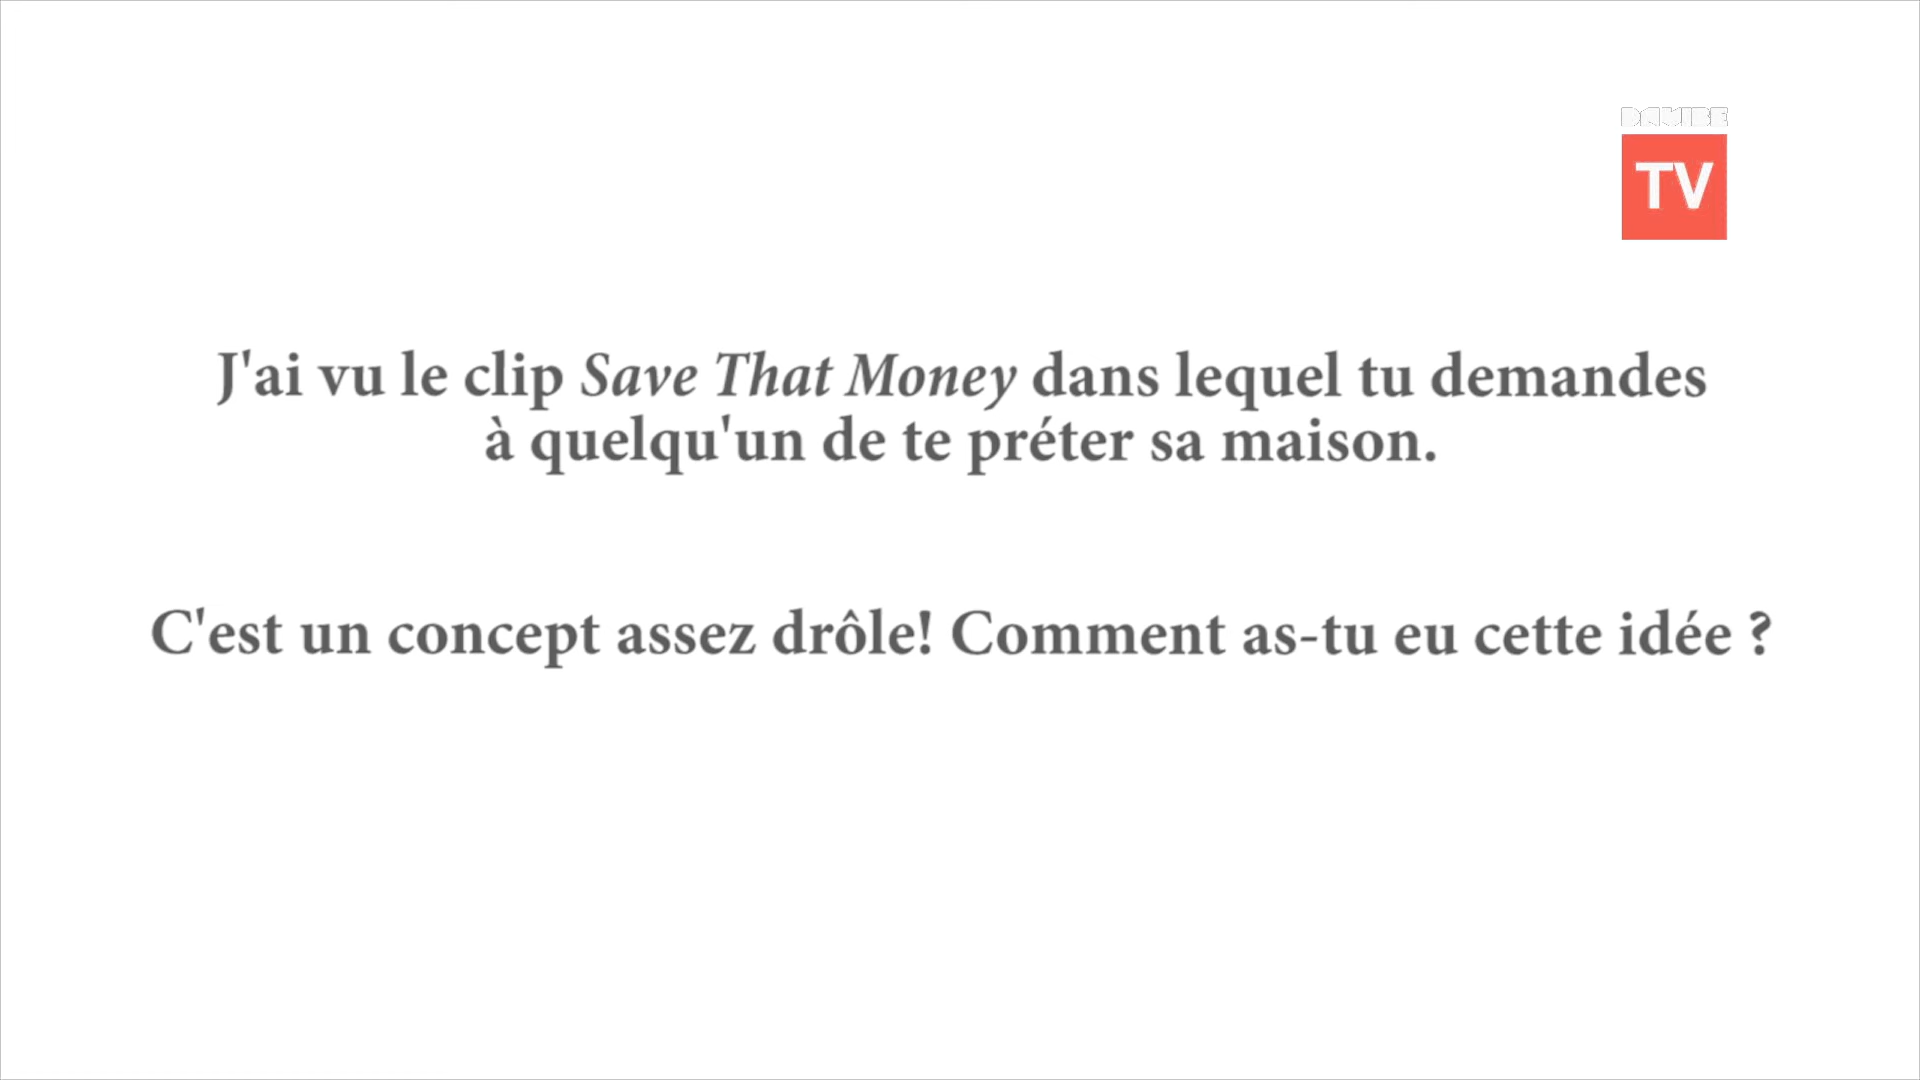 TV
J'ai vu le clip Save That Money dans lequel tu demandes
à quelqu'un de te préter sa maison.
C'est un concept assez drôle! Comment as-tu eu cette idée ?